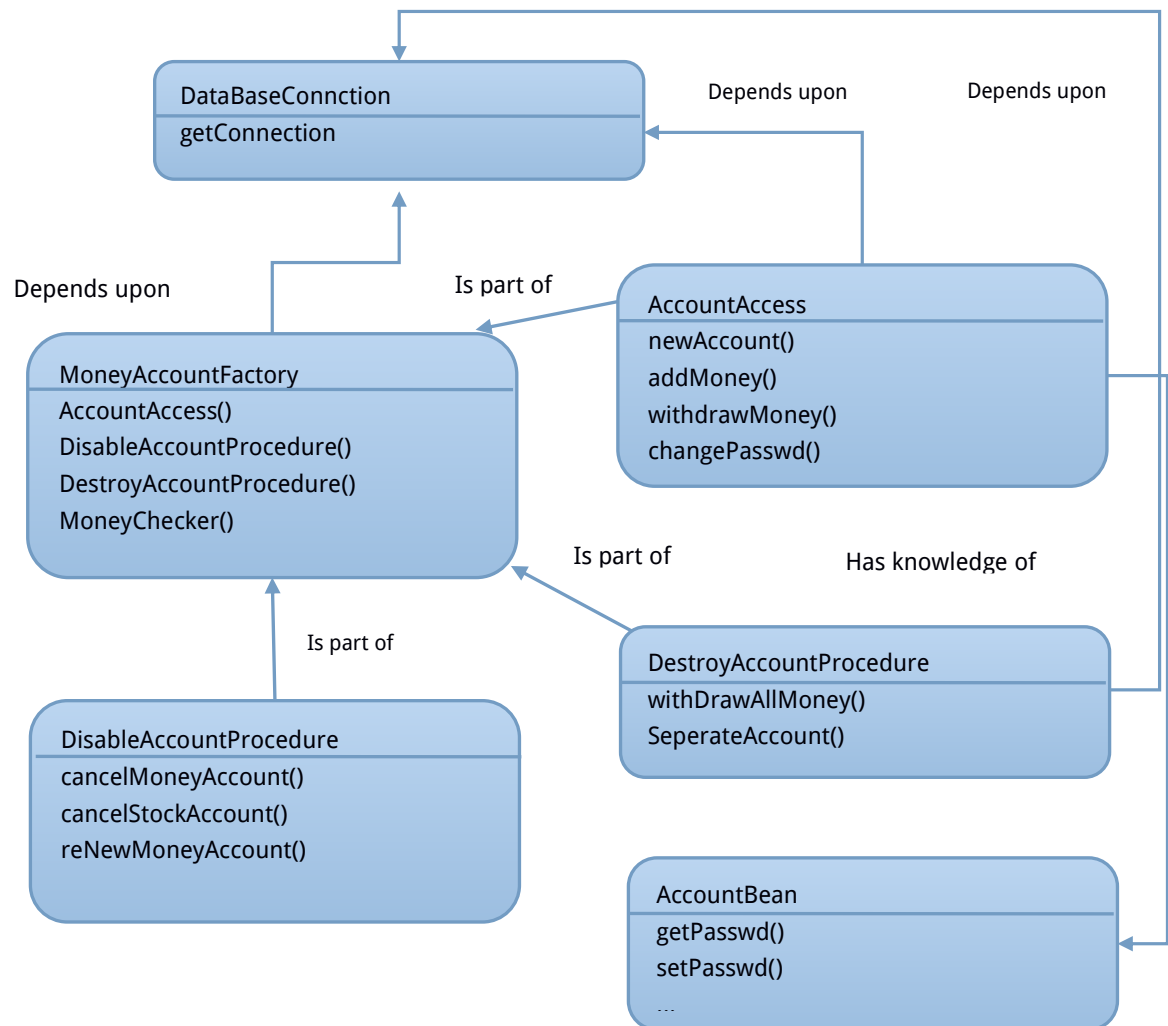 DataBaseConnction
getConnection
Depends upon
Depends upon
Depends upon
Is part of
AccountAccess
newAccount()
addMoney()
withdrawMoney()
changePasswd()
MoneyAccountFactory
AccountAccess()
DisableAccountProcedure()
DestroyAccountProcedure()
MoneyChecker()
Is part of
Has knowledge of
Is part of
DestroyAccountProcedure
withDrawAllMoney()
SeperateAccount()
DisableAccountProcedure
cancelMoneyAccount()
cancelStockAccount()
reNewMoneyAccount()
AccountBean
getPasswd()
setPasswd()
...